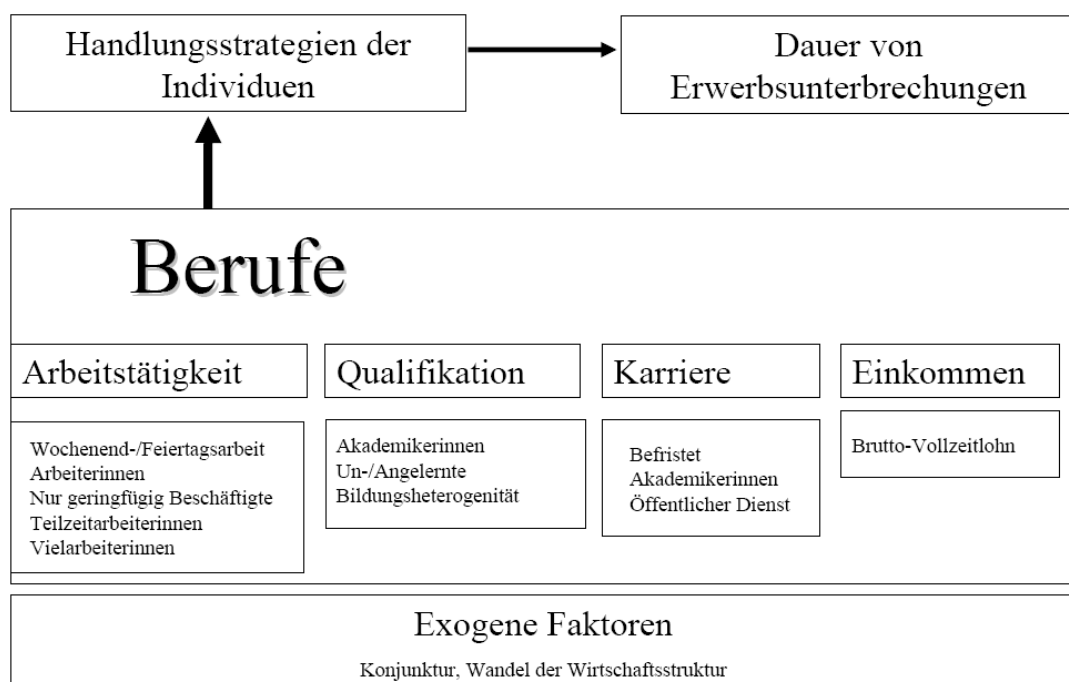 Handlungsstrategien der
Individuen
Dauer von
Erwerbsunterbrechungen
Berufe
Arbeitstätigkeit
Wochenend-/Feiertagsarbeit
Arbeiterinnen
Nur geringfügig Beschäftigte
Teilzeitarbeiterinnen
Vielarbeiterinnen
Qualifikation
Akademikerinnen
Un-/Angelernte
Bildungsheterogenität
Karriere
Befristet
Akademikerinnen
Öffentlicher Dienst
Einkommen
Brutto-Vollzeitlohn
Exogene Faktoren
Konjunktur, Wandel der Wirtschaftsstruktur